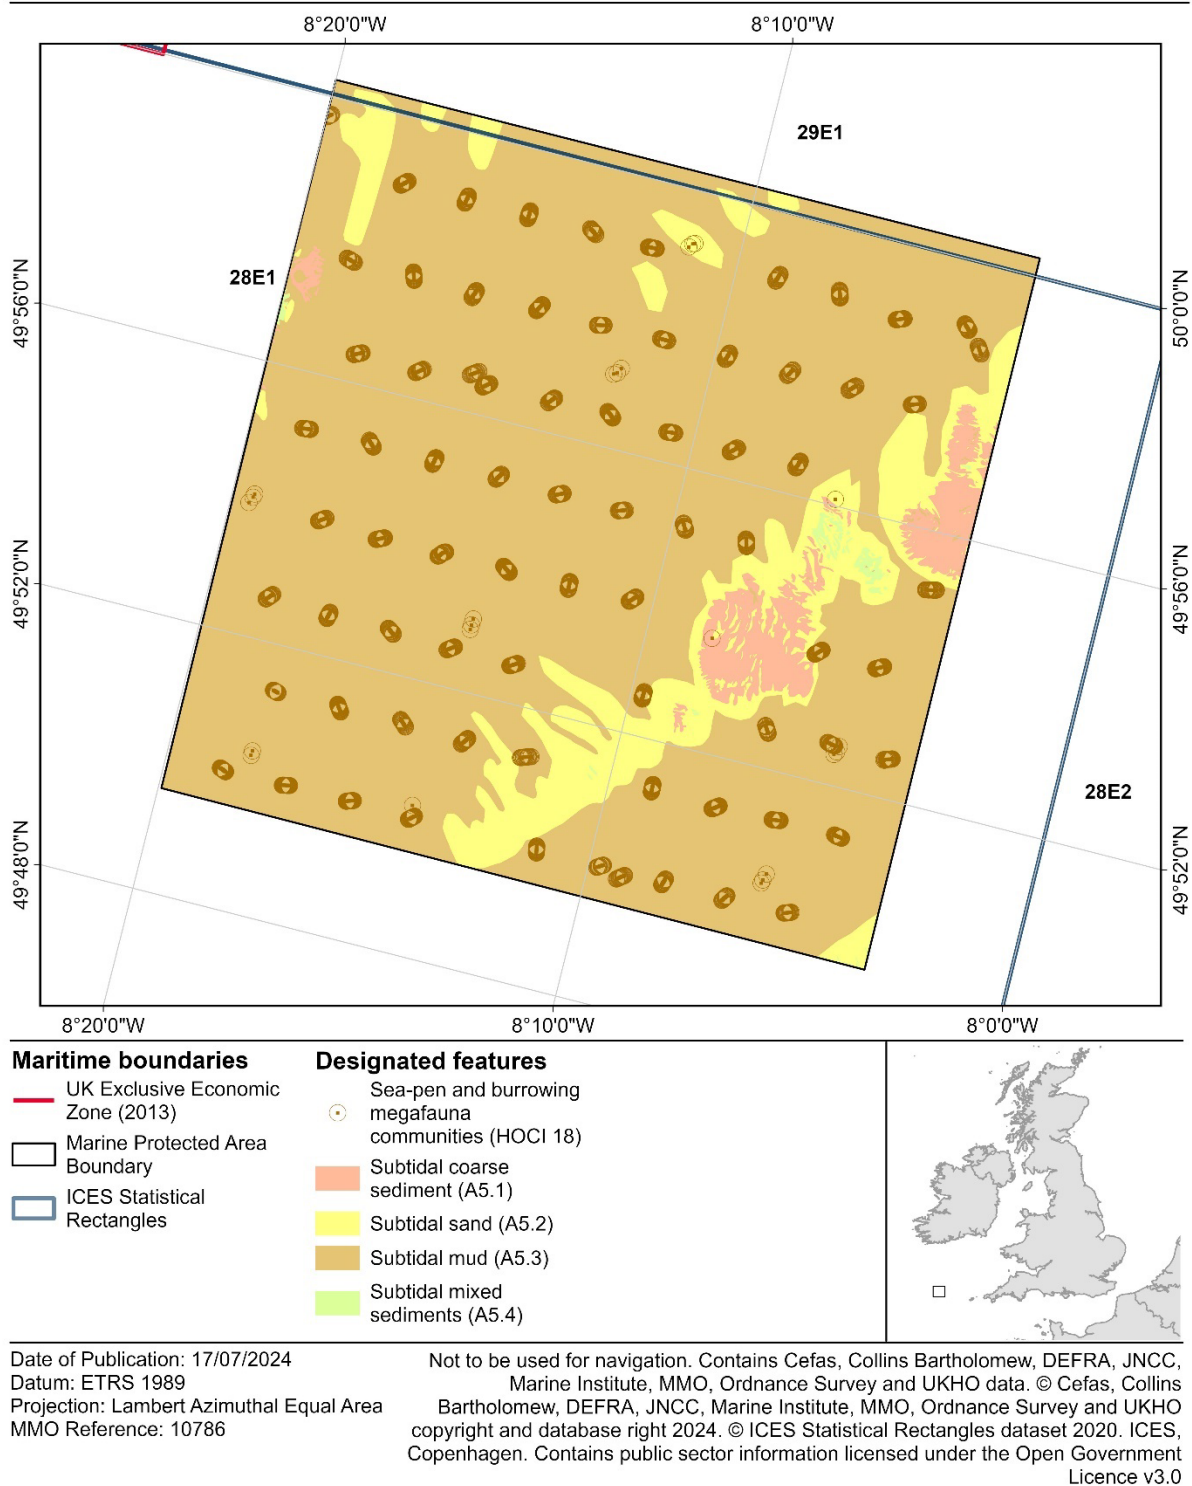 8°20'0"W
8°10'0"W
29E1
28E1
49°56'0"N
50°0'0"N
49°52'0"N
49°56'0"N
28E2
49°48'0"N
49°52'0"N
8°20'0"W
8°10'0"W
8°0'0"W
Maritime boundaries
UK Exclusive Economic
Zone (2013)
Marine Protected Area
Boundary
ICES Statistical
Rectangles
Designated features
Sea-pen and burrowing
megafauna
communities (HOCI 18)
Subtidal coarse
sediment (A5.1)
Subtidal sand (A5.2)
Subtidal mud (A5.3)
Subtidal mixed
sediments (A5.4)
Date of Publication: 17/07/2024
Datum: ETRS 1989
Projection: Lambert Azimuthal Equal Area
MMO Reference: 10786
Not to be used for navigation. Contains Cefas, Collins Bartholomew, DEFRA, JNCC,
Marine Institute, MMO, Ordnance Survey and UKHO data. © Cefas, Collins
Bartholomew, DEFRA, JNCC, Marine Institute, MMO, Ordnance Survey and UKHO
copyright and database right 2024. © ICES Statistical Rectangles dataset 2020. ICES,
Copenhagen. Contains public sector information licensed under the Open Government
Licence v3.0